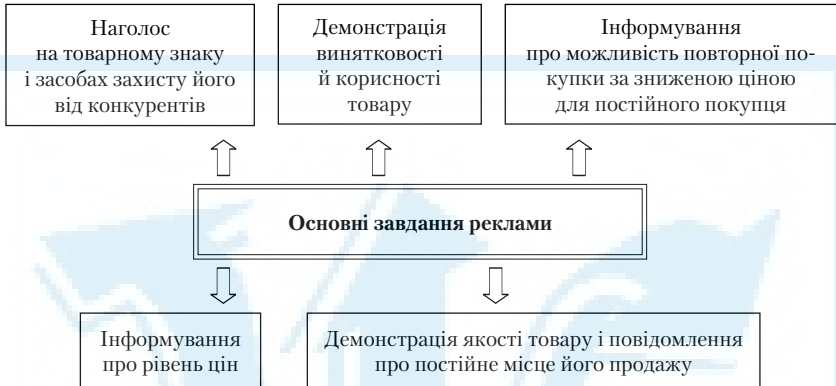 Наголос
на товарному знаку
і засобах захисту його
від конкурентів
Демонстрація
винятковості
й корисності
товару
Інформування
про можливість повторної по-
купки за зниженою ціною
для постійного покупця
Основні завдання реклами
Інформування
про рівень цін
Демонстрація якості товару і повідомлення
про постійне місце його продажу